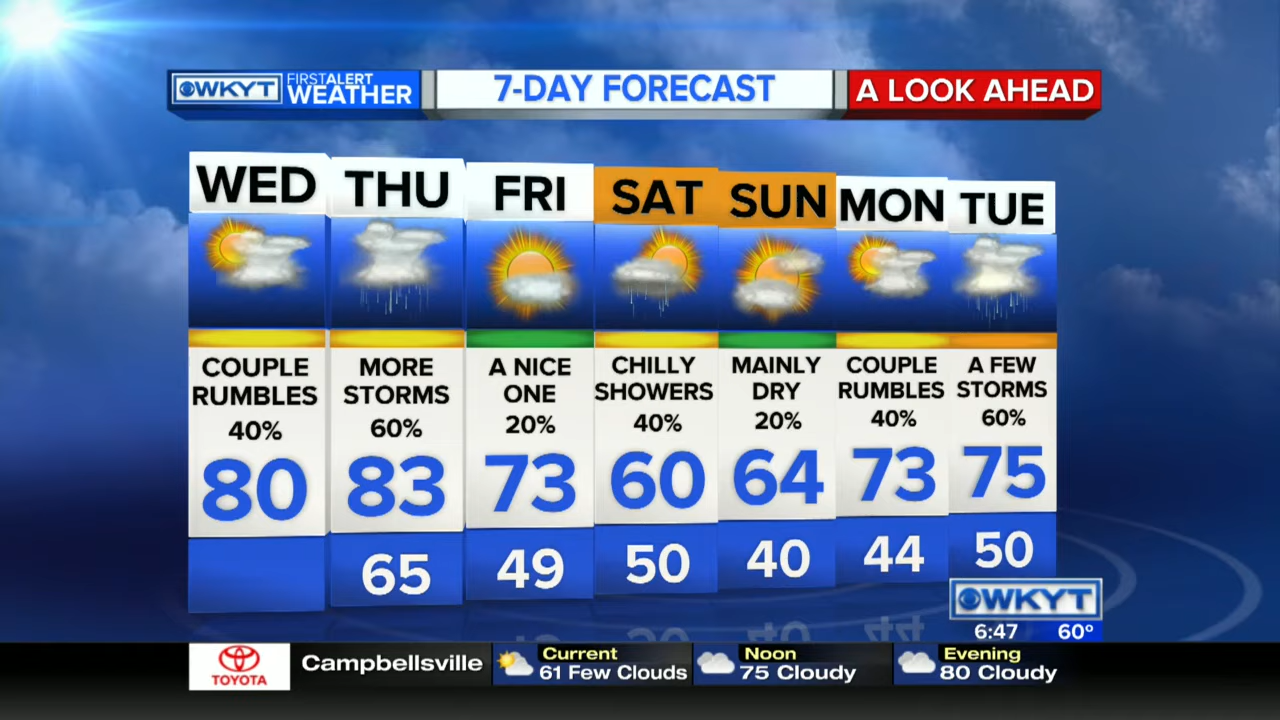 WKYT FIRST ALERT WEATHER 7-DAY FORECAST A LOOK AHEAD
WED THU FRI SAT SUN MON TUE
COUPLE RUMBLES
40%
80
MORE STORMS
60%
83
65
A NICE ONE
20%
73
49
CHILLY SHOWERS
40%
60
50
MAINLY DRY
20%
64
40
COUPLE RUMBLES
40%
73
44
A FEW STORMS
60%
75
50
WKYT
6:47 60°
TOYOTA
Campbellsville
Current
61 Few Clouds
Noon
75 Cloudy
Evening
80 Cloudy